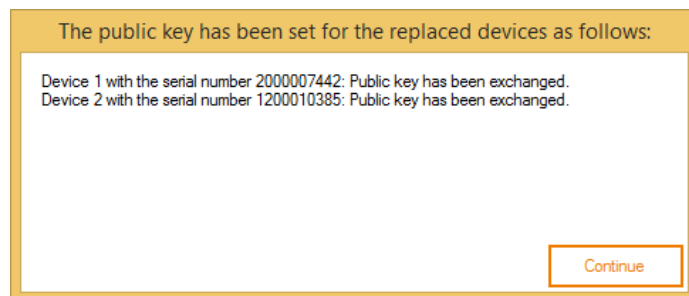 The public key has been set for the replaced devices as follows:
Device 1 with the serial number 2000007442: Public key has been exchanged.
Device 2 with the serial number 1200010385: Public key has been exchanged.
Continue